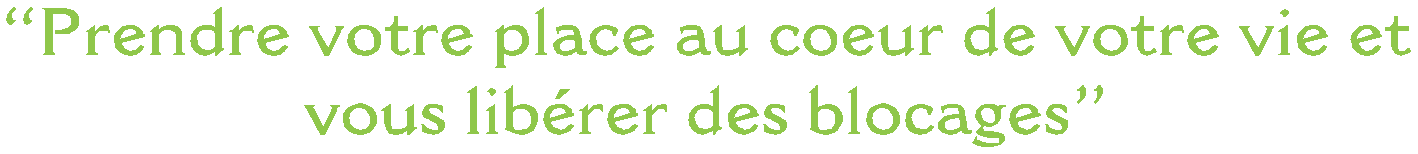 “Prendre votre place au coeur de votre vie et
vous libérer des blocages”